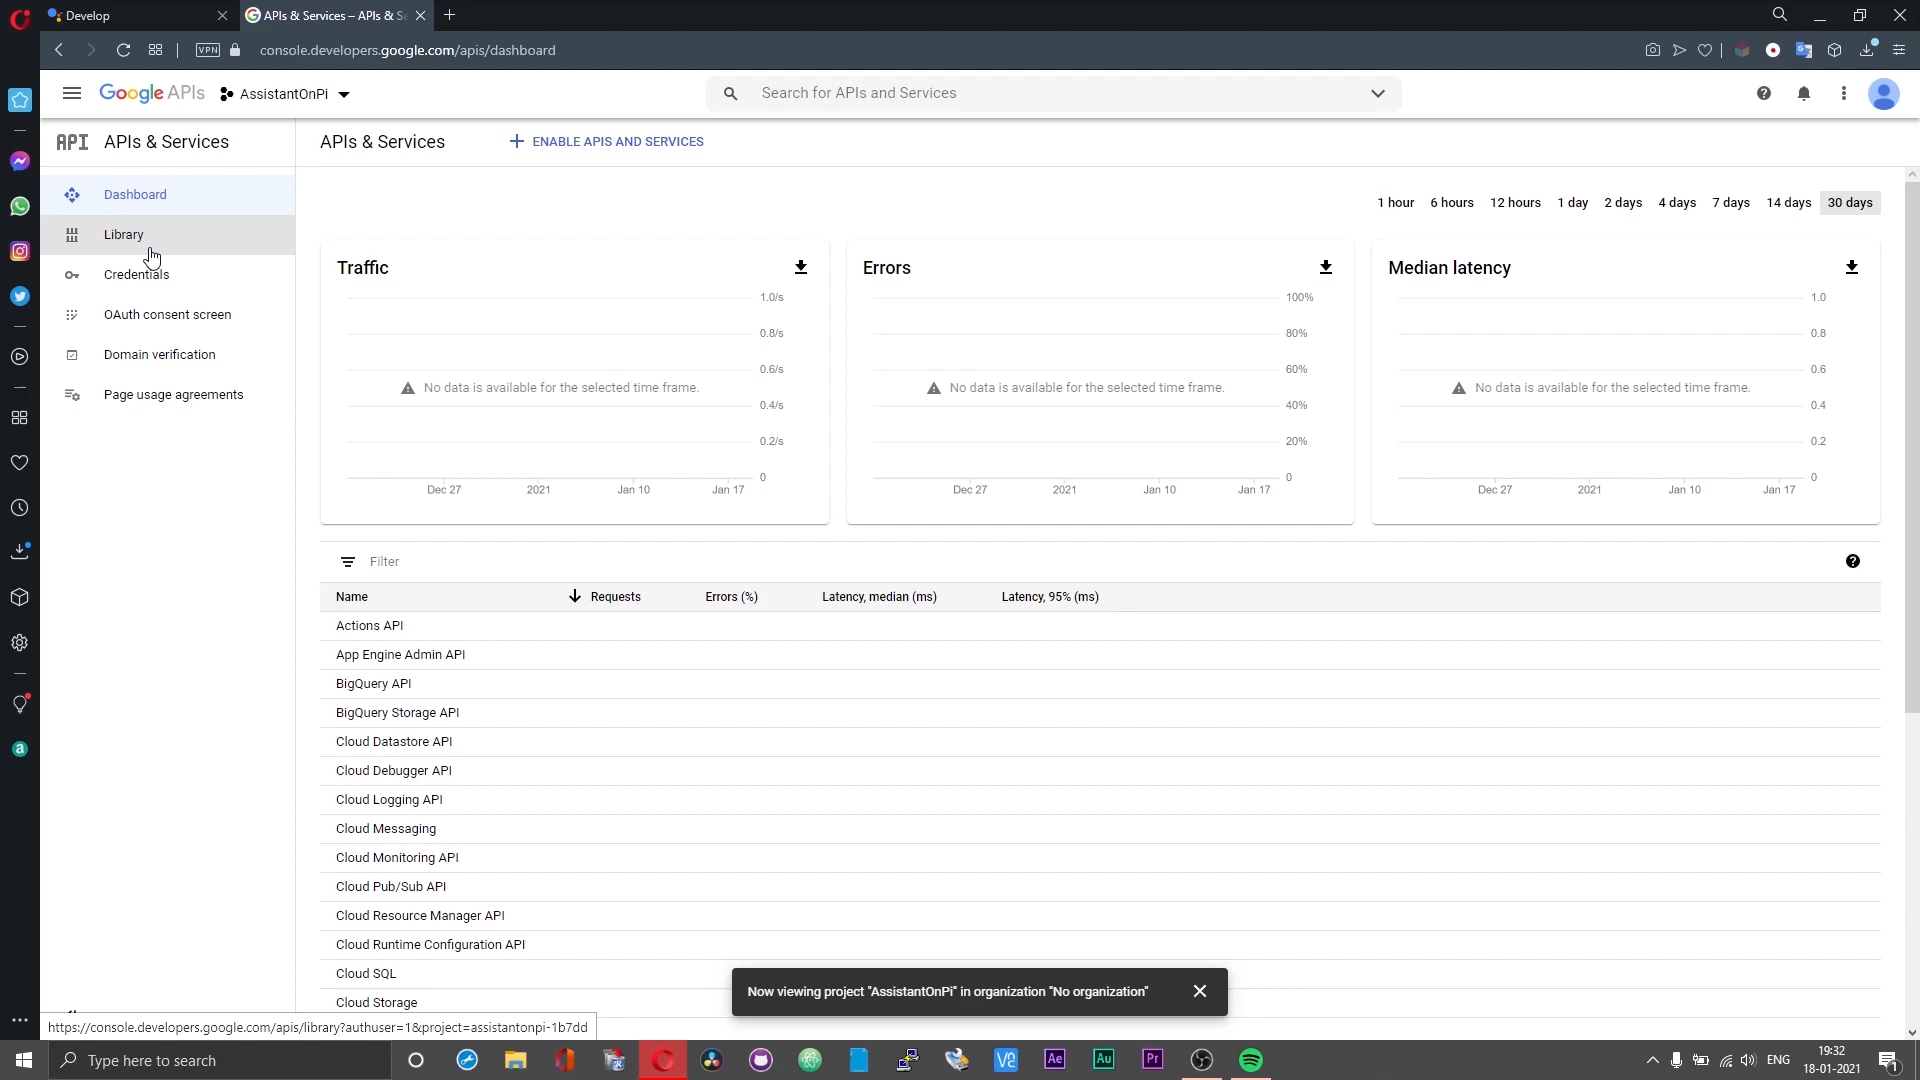 Develop
APIs & Services – APIs & Se
VPN
console.developers.google.com/apis/dashboard
Google APIs
AssistantOnPi
Search for APIs and Services
API
APIs & Services
APIs & Services
ENABLE APIS AND SERVICES
Dashboard
Library
Credentials
OAuth consent screen
Domain verification
Page usage agreements
1 hour 6 hours 12 hours 1 day 2 days 4 days 7 days 14 days 30 days
Traffic
1.0/s
0.8/s
0.6/s
No data is available for the selected time frame.
0.4/s
0.2/s
0
Dec 27 2021 Jan 10 Jan 17
Errors
100%
80%
60%
No data is available for the selected time frame.
40%
20%
0
Dec 27 2021 Jan 10 Jan 17
Median latency
1.0
0.8
0.6
No data is available for the selected time frame.
0.4
0.2
0
Dec 27 2021 Jan 10 Jan 17
Filter
Name Requests Errors (%) Latency, median (ms) Latency, 95% (ms)
Actions API
App Engine Admin API
BigQuery API
BigQuery Storage API
Cloud Datastore API
Cloud Debugger API
Cloud Logging API
Cloud Messaging
Cloud Monitoring API
Cloud Pub/Sub API
Cloud Resource Manager API
Cloud Runtime Configuration API
Cloud SQL
Cloud Storage
Now viewing project "AssistantOnPi" in organization "No organization"
https://console.developers.google.com/apis/library?authuser=1&project=assistantonpi-1b7dd
Type here to search
Ae
Au
Pr
ENG
19:32
18-01-2021
1